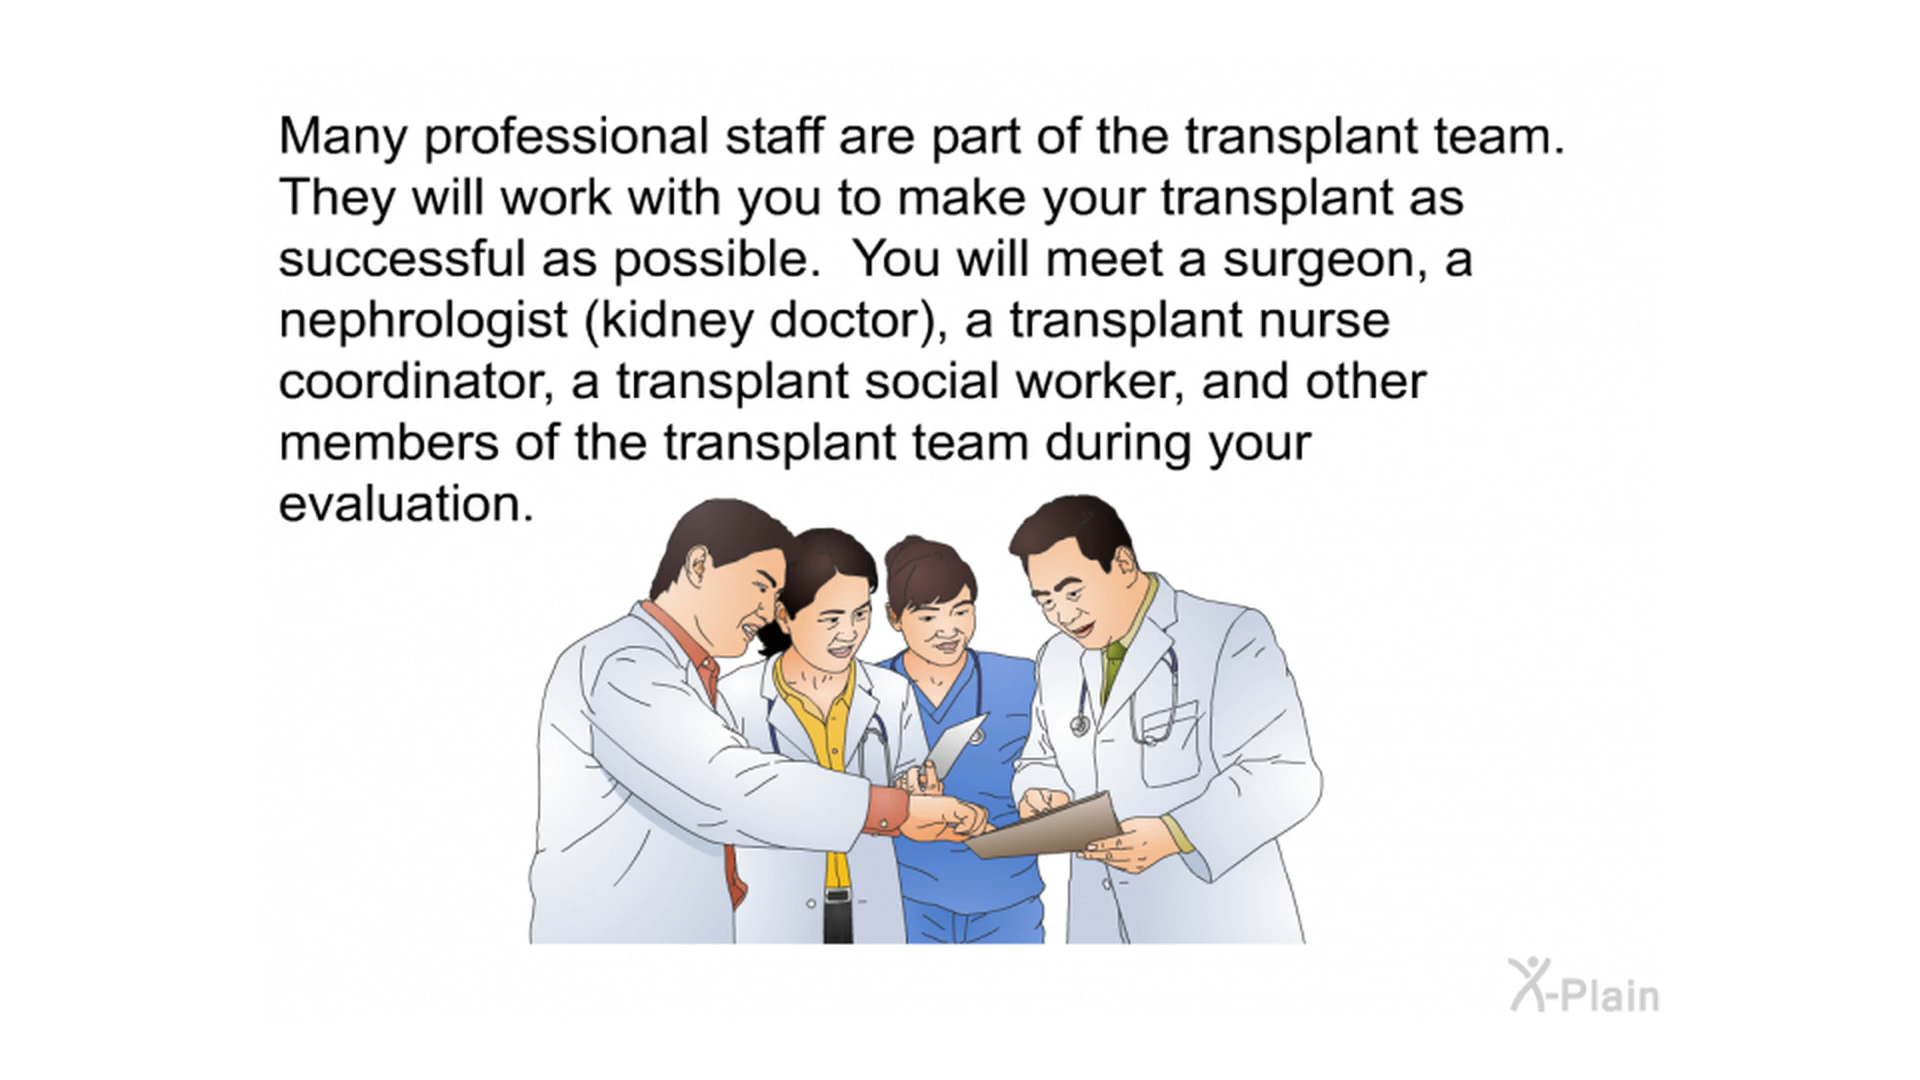 Many professional staff are part of the transplant team.
They will work with you to make your transplant as
successful as possible.  You will meet a surgeon, a
nephrologist (kidney doctor), a transplant nurse
coordinator, a transplant social worker, and other
members of the transplant team during your
evaluation.
X-Plain